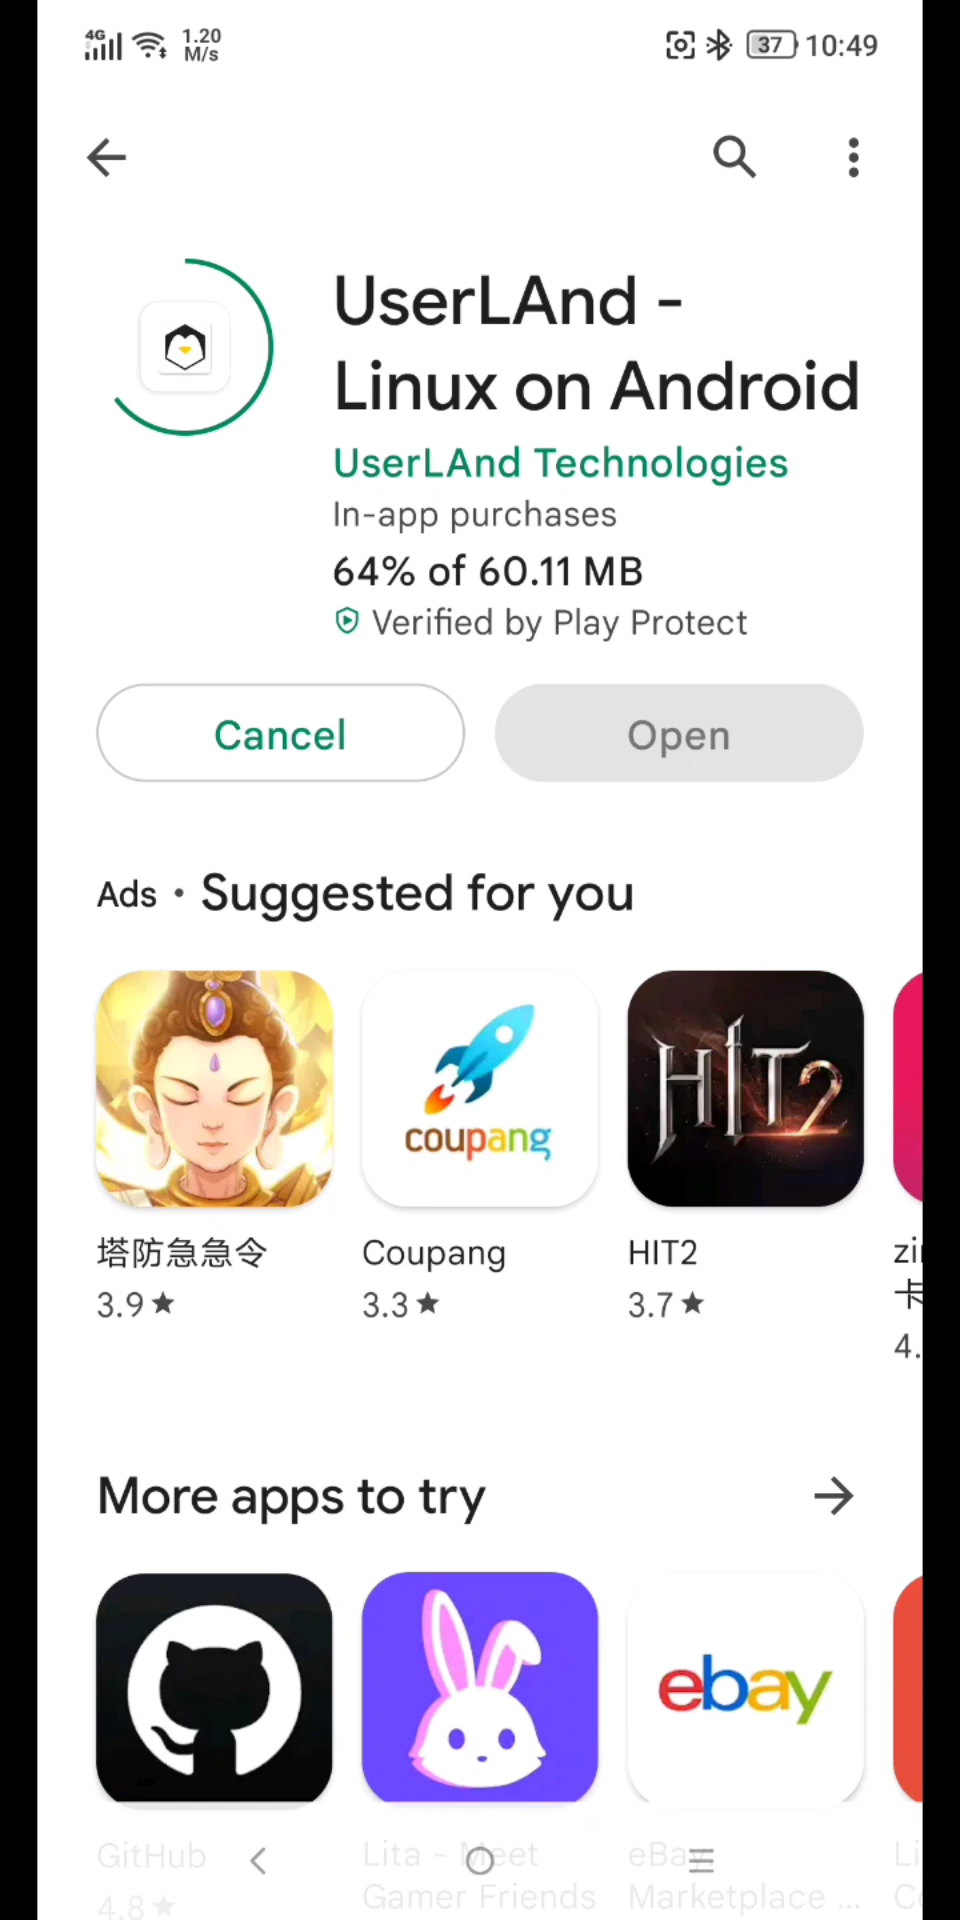 4G 1.20 M/s 37 10:49
UserLAnd -
Linux on Android
UserLAnd Technologies
In-app purchases
64% of 60.11 MB
Verified by Play Protect
Cancel Open
Ads • Suggested for you
coupang HIT2
塔防急急令 Coupang HIT2
3.9★ 3.3★ 3.7★
More apps to try
ebay
GitHub Lita - Meet
Gamer Friends
eBay
Marketplace ...
4.8★